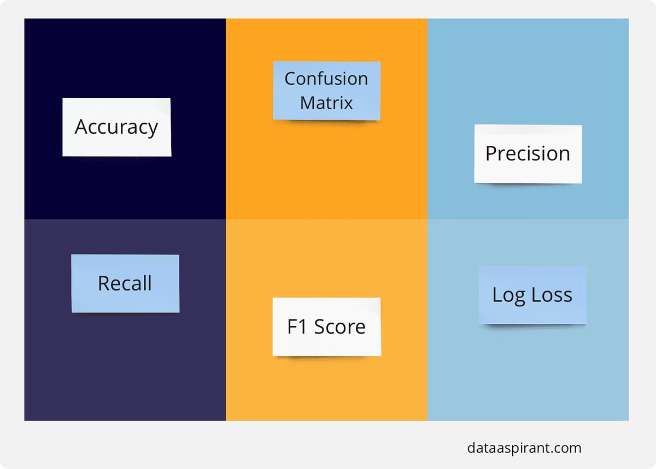 Accuracy
Confusion
Matrix
Precision
Recall
F1 Score
Log Loss
dataaspirant.com